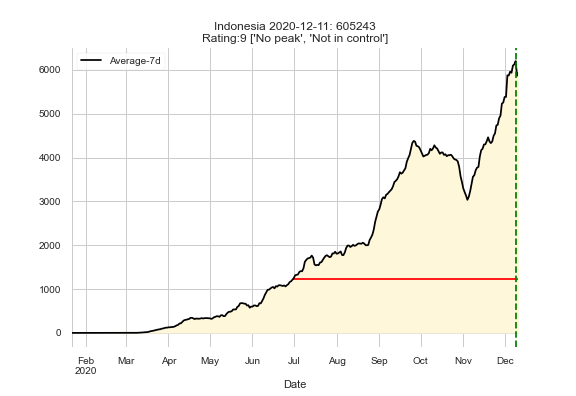 Indonesia 2020-12-11: 605243
Rating:9 ['No peak', 'Not in control']
Average-7d
6000
5000
4000
3000
2000
1000
0
Feb Mar Apr May Jun Jul Aug Sep Oct Nov Dec
2020
Date